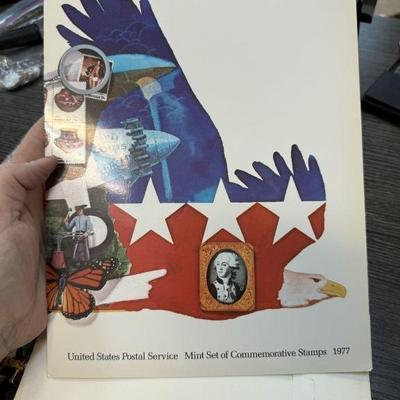 United States Postal Service Mint Set of Commemorative Stamps 1977